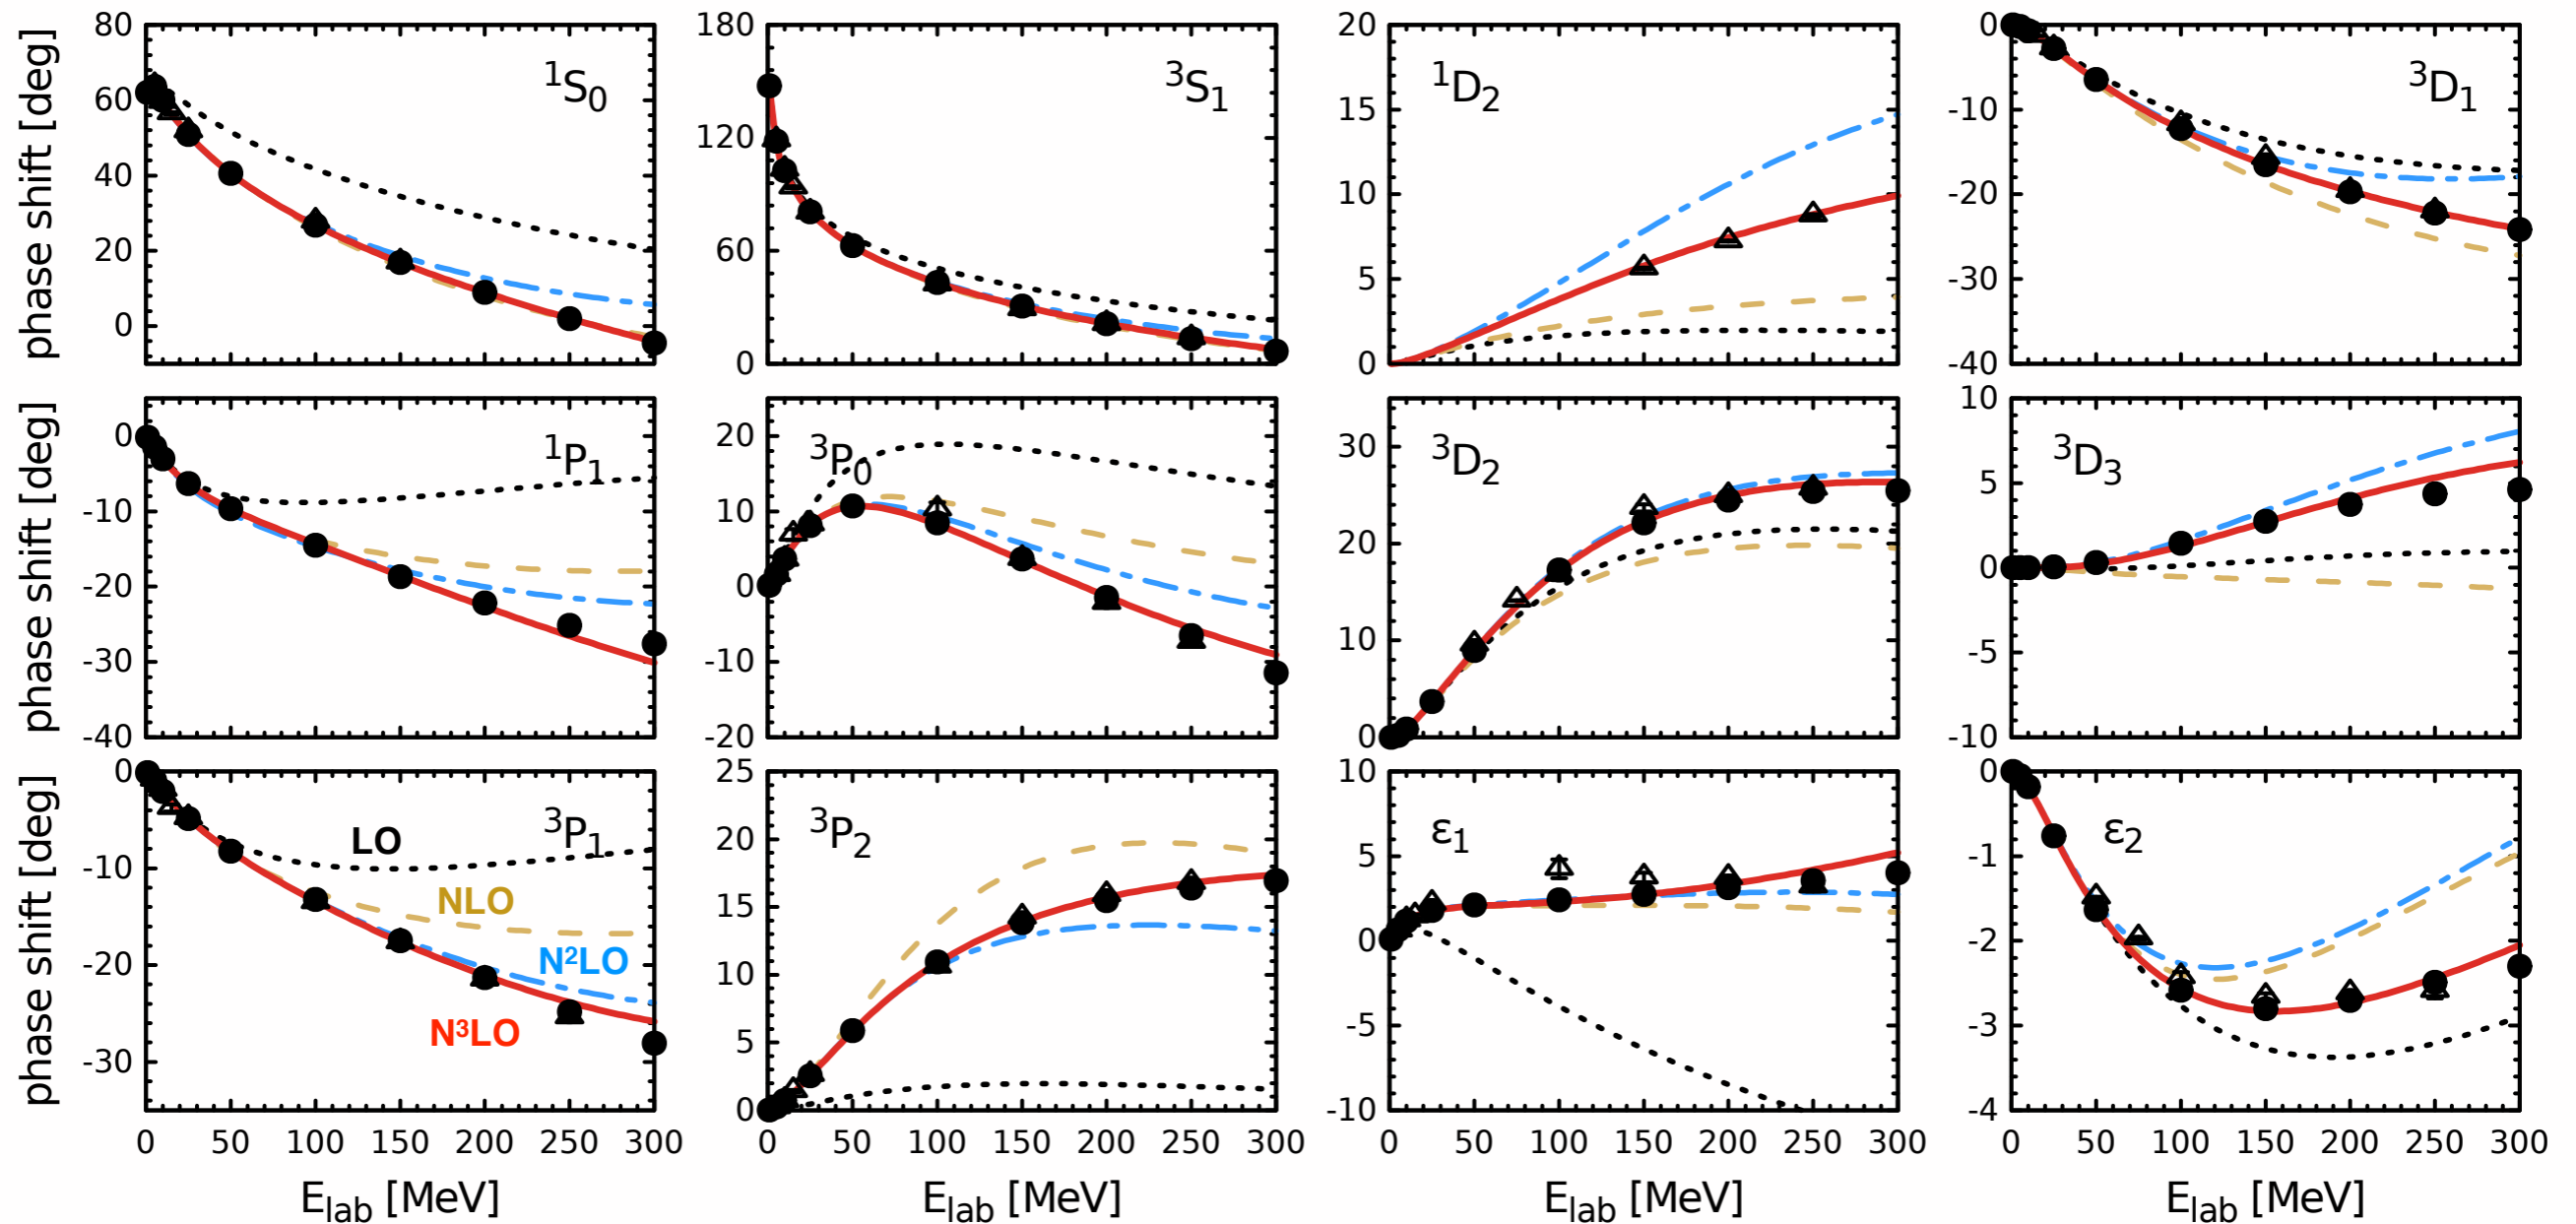 phase shift [deg]
80
60
40
20
0
¹S₀
180
120
60
0
³S₁
20
15
10
5
0
¹D₂
0
-10
-20
-30
-40
³D₁
phase shift [deg]
0
-10
-20
-30
-40
¹P₁
20
10
0
-10
-20
³P₀
30
20
10
0
³D₂
10
5
0
-5
-10
³D₃
phase shift [deg]
0
-10
-20
-30
³P₁
LO
NLO
N²LO
N³LO
0 50 100 150 200 250 300
E_lab [MeV]
25
20
15
10
5
0
³P₂
0 50 100 150 200 250 300
E_lab [MeV]
10
5
0
-5
-10
ε₁
0 50 100 150 200 250 300
E_lab [MeV]
0
-1
-2
-3
-4
ε₂
0 50 100 150 200 250 300
E_lab [MeV]